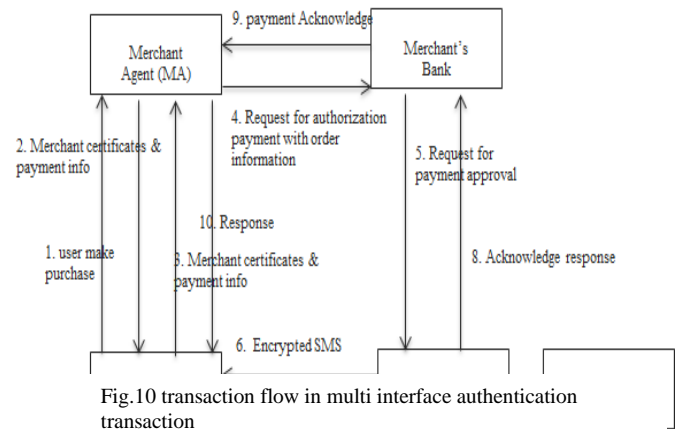 9. payment Acknowledge
Merchant
Agent (MA)
Merchant's
Bank
2. Merchant certificates &
payment info
4. Request for authorization
payment with order
information
5. Request for
payment approval
10. Response
1. user make
purchase
3. Merchant certificates &
payment info
8. Acknowledge response
6. Encrypted SMS
Fig.10 transaction flow in multi interface authentication
transaction